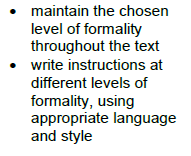 • maintain the chosen
level of formality
throughout the text
• write instructions at
different levels of
formality, using
appropriate language
and style